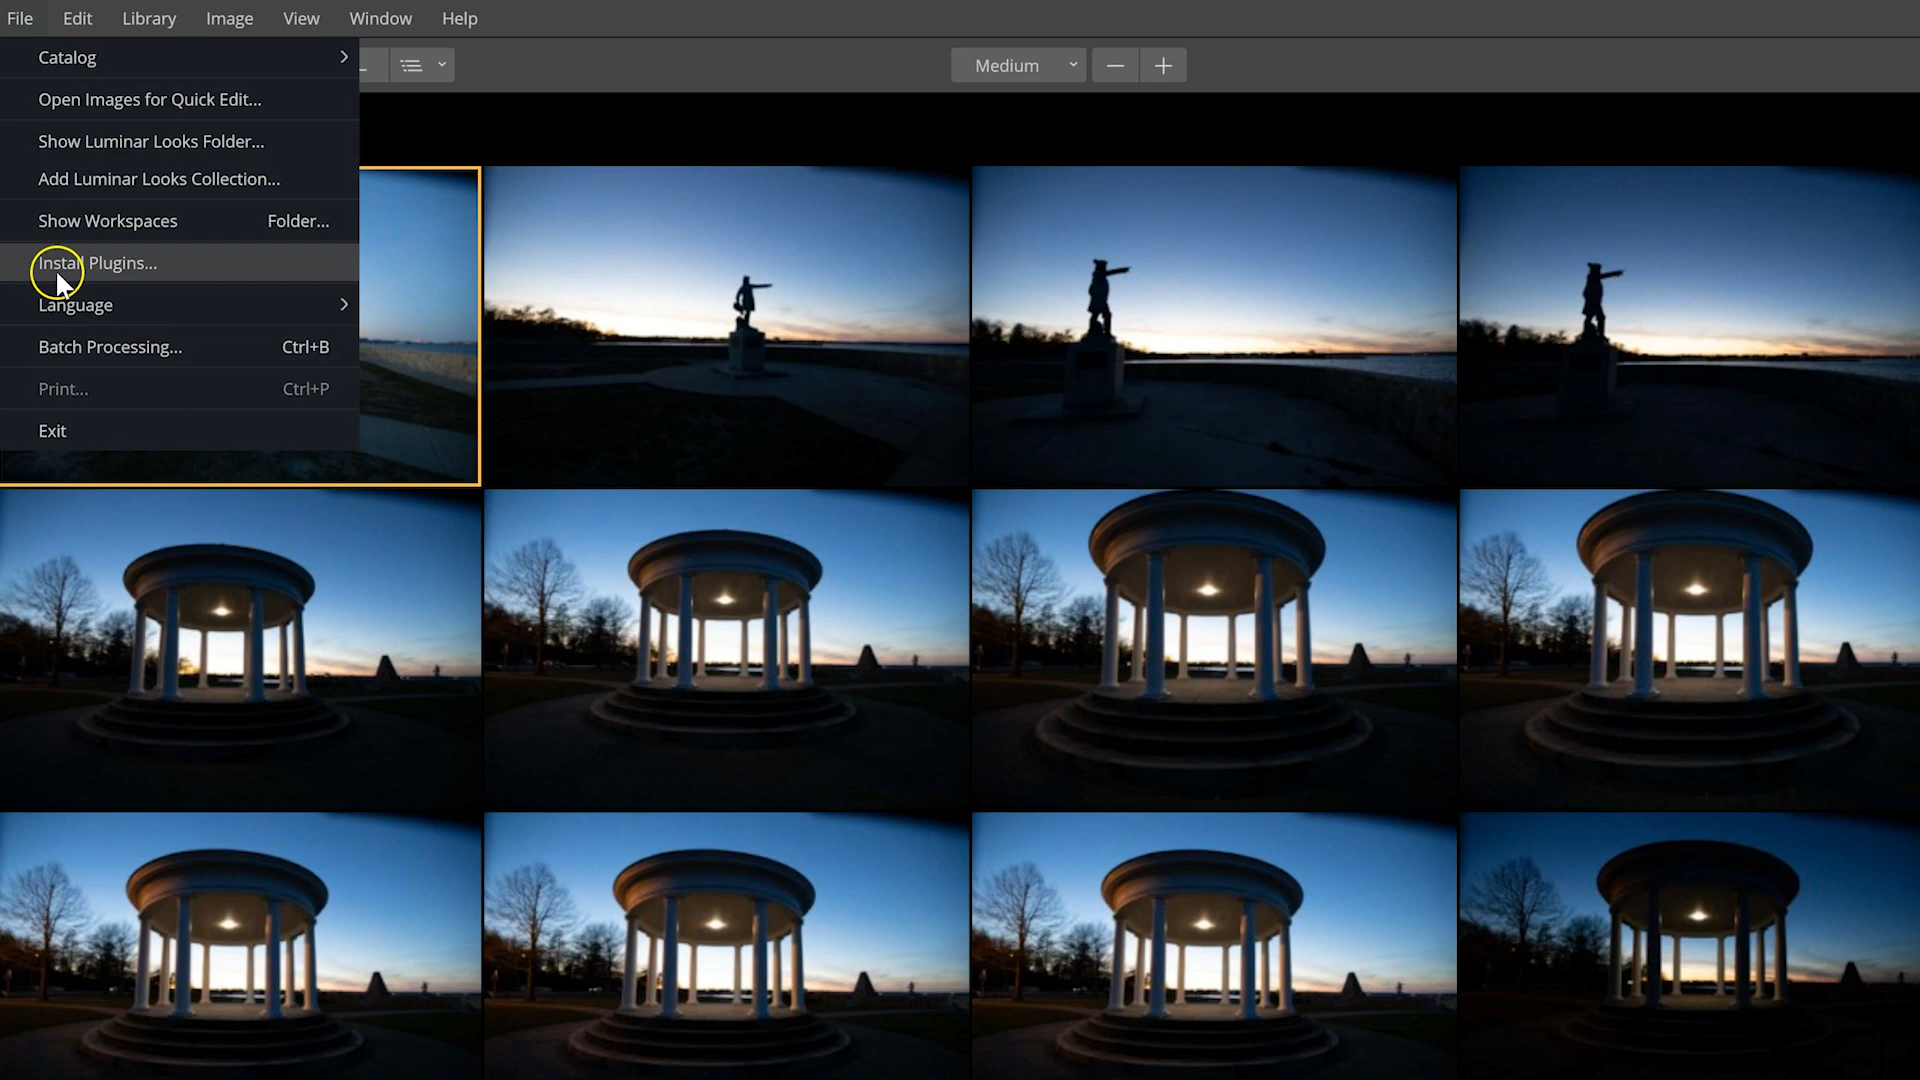 File Edit Library Image View Window Help
Catalog
Medium
Open Images for Quick Edit...
Show Luminar Looks Folder...
Add Luminar Looks Collection...
Show Workspaces Folder...
Install Plugins...
Language
Batch Processing... Ctrl+B
Print... Ctrl+P
Exit